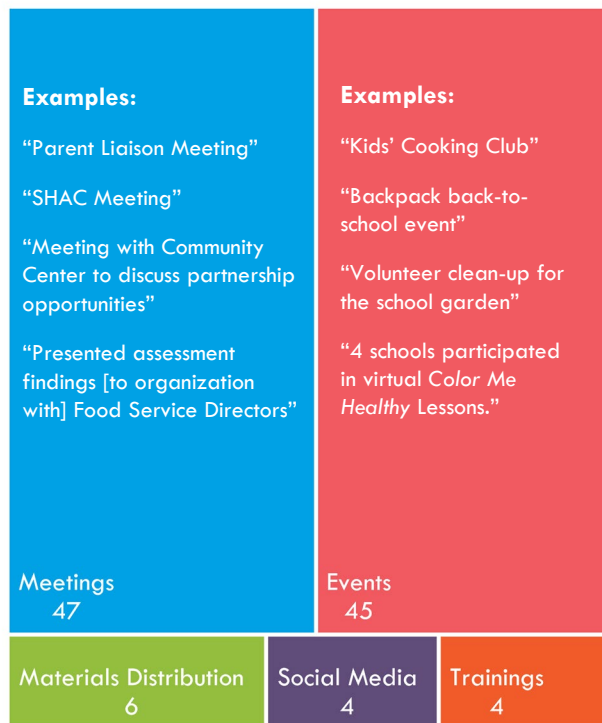 Examples:
“Parent Liaison Meeting”
“SHAC Meeting”
“Meeting with Community
Center to discuss partnership
opportunities”
“Presented assessment
findings [to organization
with] Food Service Directors”
Meetings
47
Examples:
“Kids’ Cooking Club”
“Backpack back-to-
school event”
“Volunteer clean-up for
the school garden”
“4 schools participated
in virtual Color Me
Healthy Lessons.”
Events
45
Materials Distribution
6
Social Media
4
Trainings
4